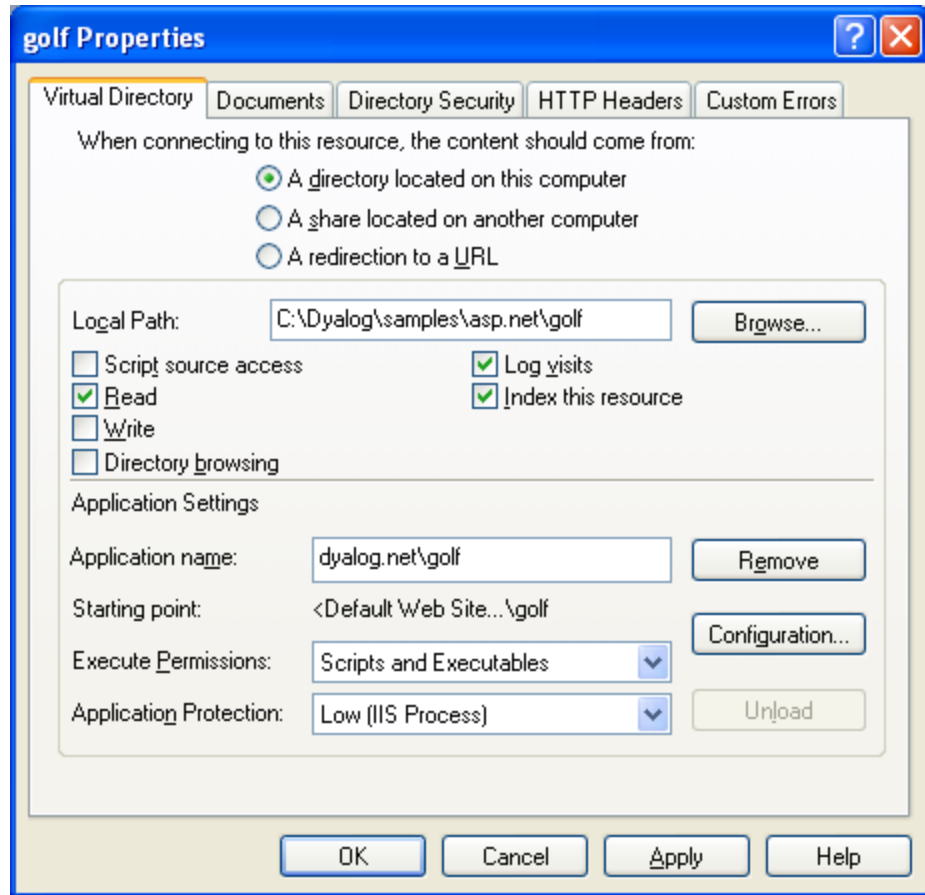 golf Properties
Virtual Directory Documents Directory Security HTTP Headers Custom Errors
When connecting to this resource, the content should come from:
A directory located on this computer
A share located on another computer
A redirection to a URL
Local Path: C:\Dyalog\samples\asp.net\golf Browse...
Script source access Log visits
Read Index this resource
Write
Directory browsing
Application Settings
Application name: dyalog.net\golf Remove
Starting point: <Default Web Site...\golf
Configuration...
Execute Permissions: Scripts and Executables
Application Protection: Low (IIS Process) Unload
OK Cancel Apply Help